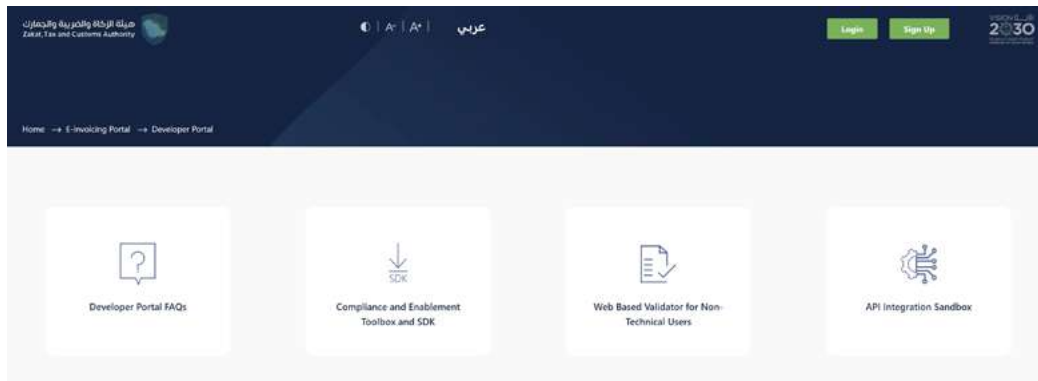 هيئة الزكاة والضريبة والجمارك
Zakat, Tax and Customs Authority
A- | A+ |
عربي
Login
Sign Up
2030
Home → E-invoicing Portal → Developer Portal
?
Developer Portal FAQs
SDK
Compliance and Enablement
Toolbox and SDK
Web Based Validator for Non-
Technical Users
API Integration Sandbox